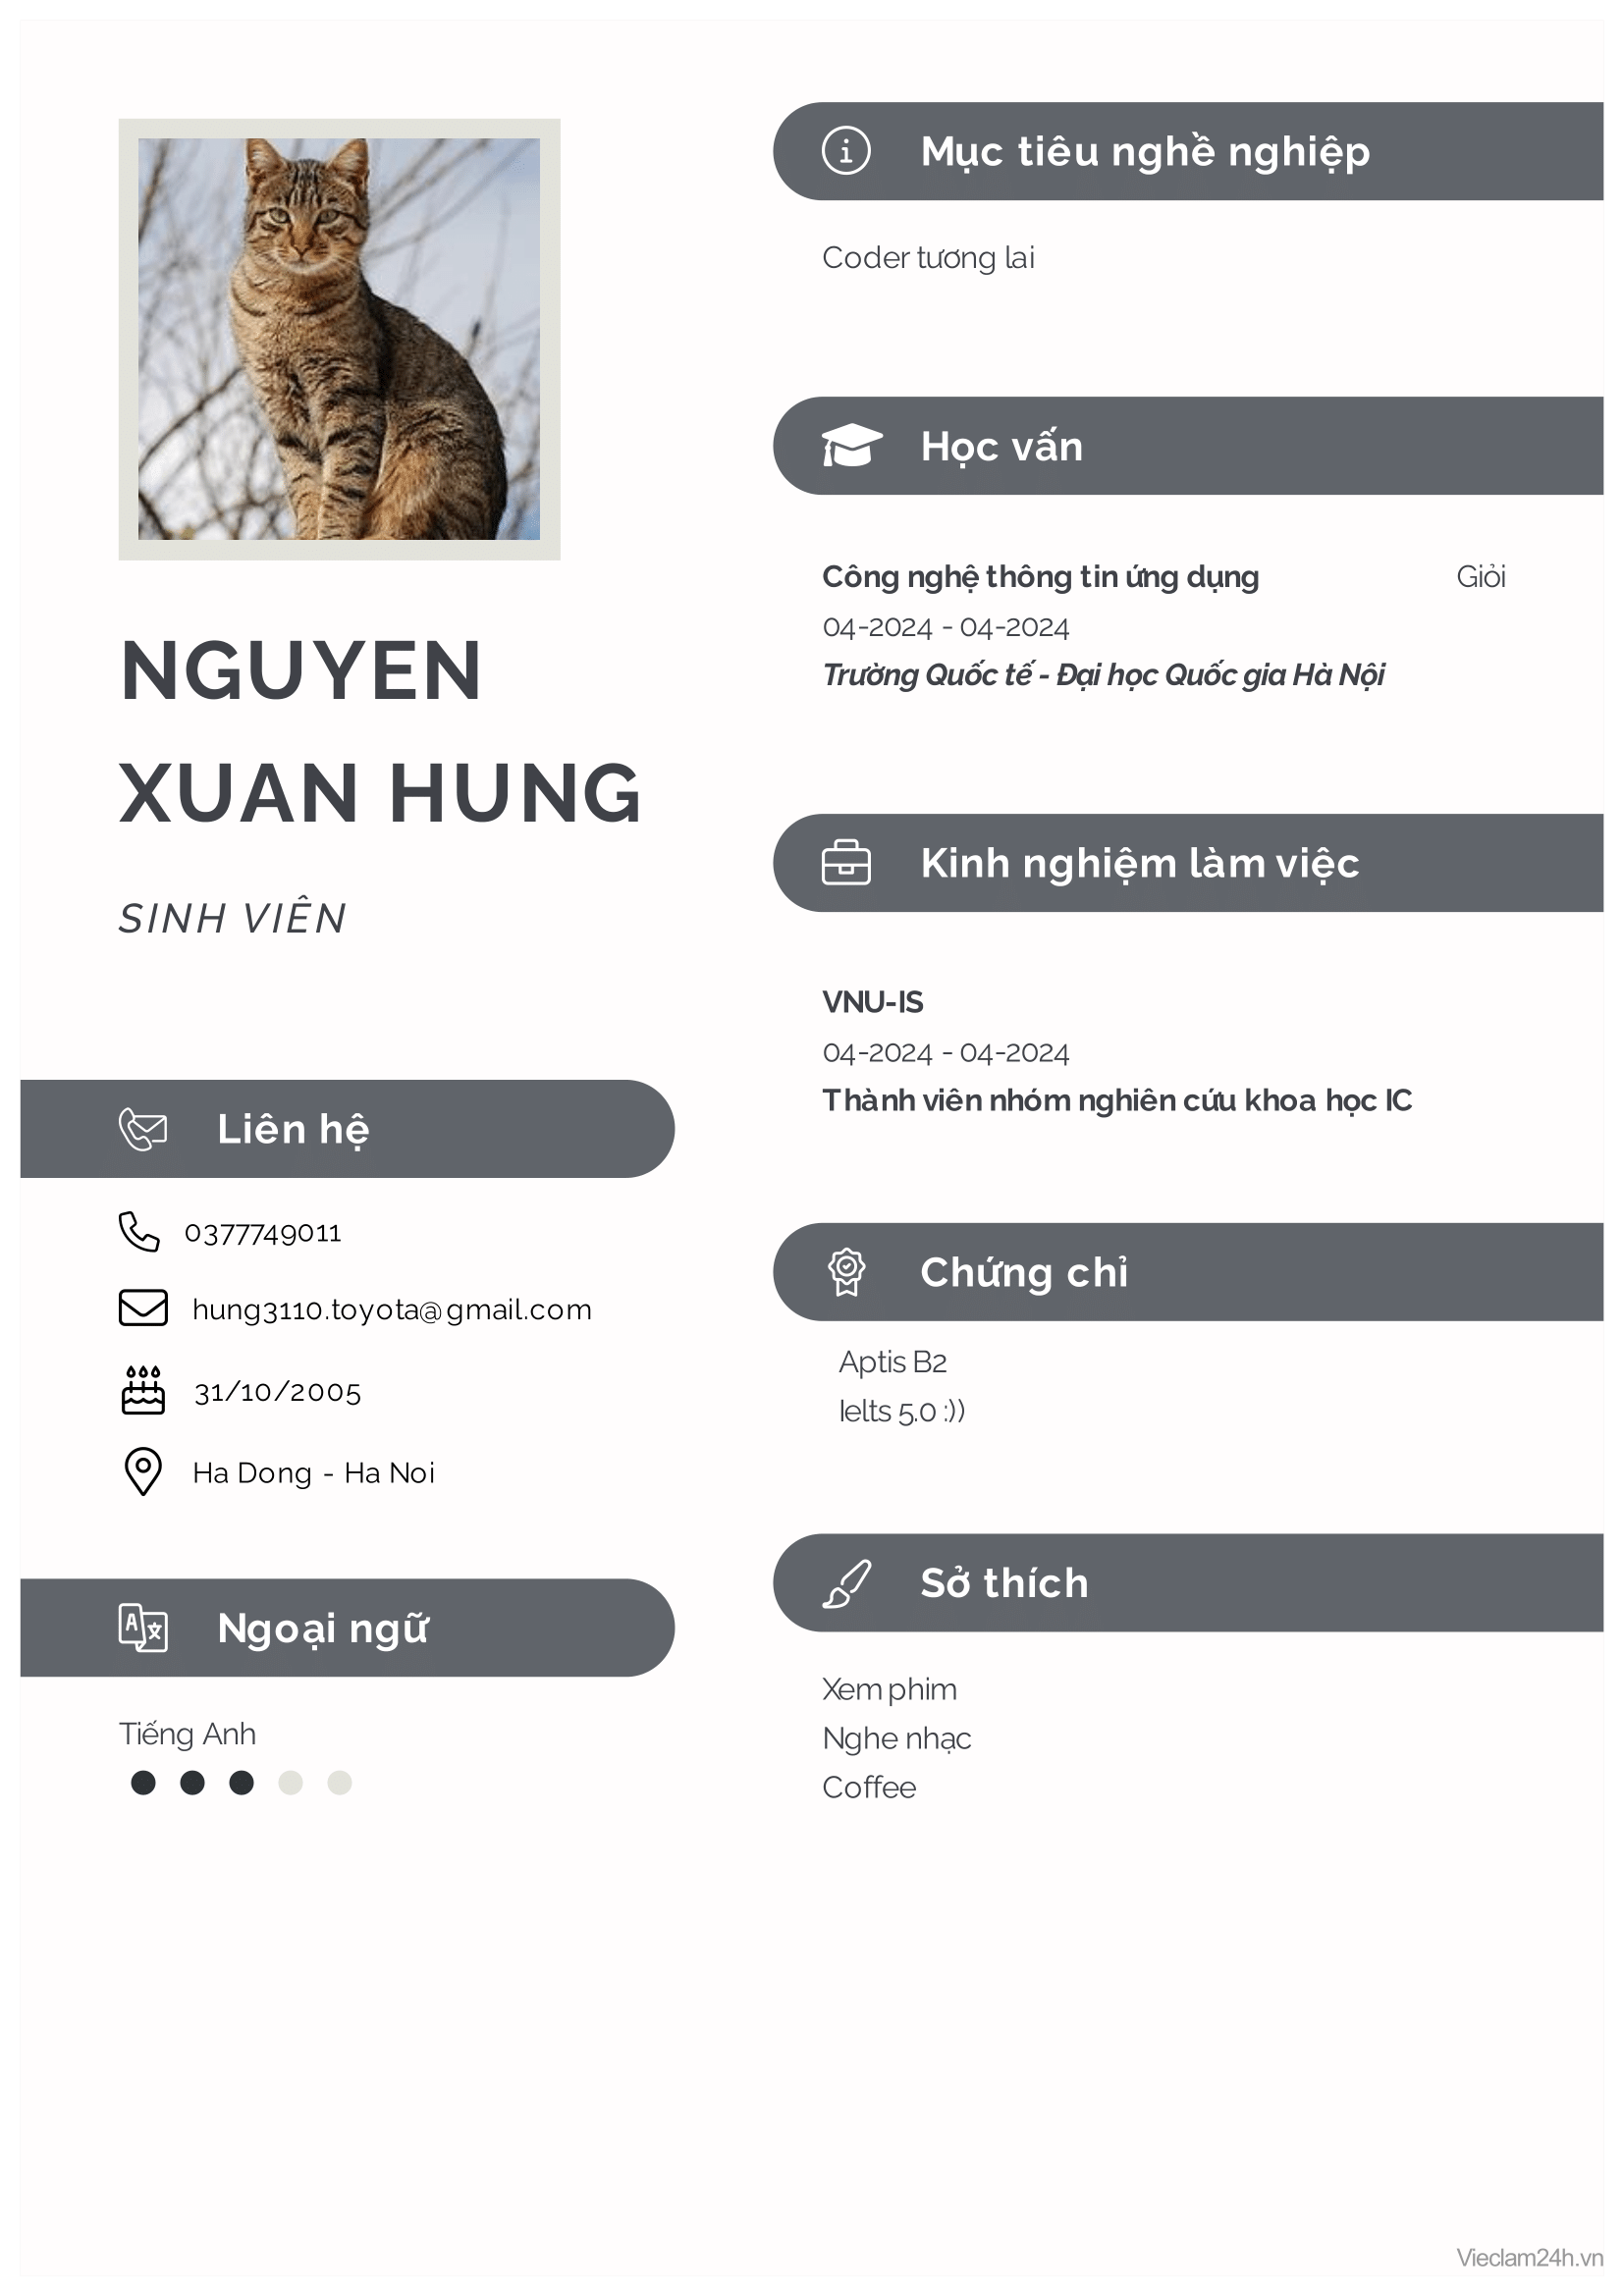 NGUYEN
XUAN HUNG
SINH VIÊN
Liên hệ
0377749011
hung3110.toyota@gmail.com
31/10/2005
Ha Dong - Ha Noi
Ngoại ngữ
Tiếng Anh
Mục tiêu nghề nghiệp
Coder tương lai
Học vấn
Công nghệ thông tin ứng dụng Giỏi
04-2024 - 04-2024
Trường Quốc tế - Đại học Quốc gia Hà Nội
Kinh nghiệm làm việc
VNU-IS
04-2024 - 04-2024
Thành viên nhóm nghiên cứu khoa học IC
Chứng chỉ
Aptis B2
Ielts 5.0 :))
Sở thích
Xem phim
Nghe nhạc
Coffee
Vieclam24h.vn